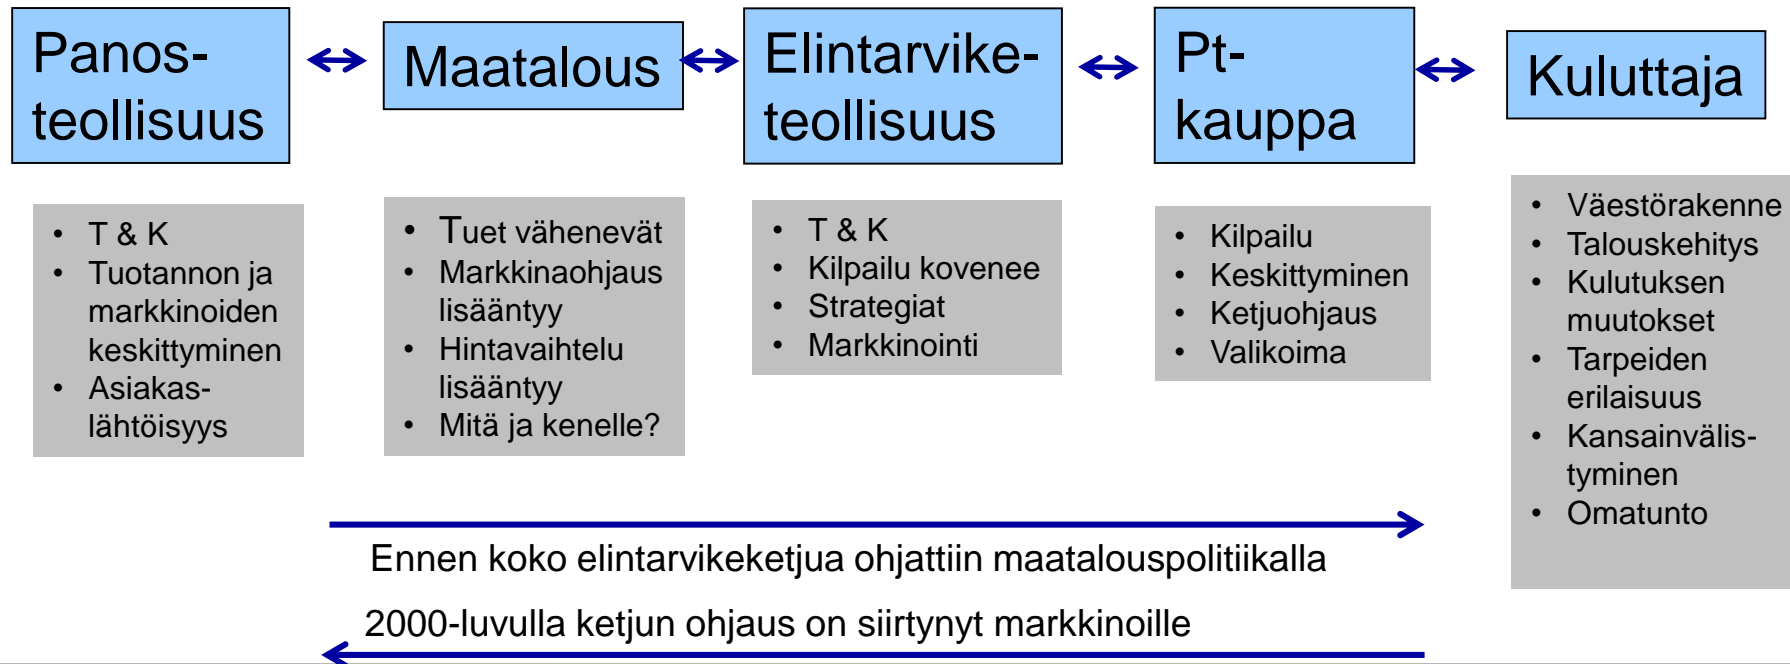 Panos-
teollisuus
Maatalous
Elintarvike-
teollisuus
Pt-
kauppa
Kuluttaja
• T & K
• Tuotannon ja
markkinoiden
keskittyminen
• Asiakas-
lähtöisyys
• Tuet vähenevät
• Markkinaohjaus
lisääntyy
• Hintavaihtelu
lisääntyy
• Mitä ja kenelle?
• T & K
• Kilpailu kovenee
• Strategiat
• Markkinointi
• Kilpailu
• Keskittyminen
• Ketjuohjaus
• Valikoima
• Väestörakenne
• Talouskehitys
• Kulutuksen
muutokset
• Tarpeiden
erilaisuus
• Kansainvälis-
tyminen
• Omatunto
Ennen koko elintarvikeketjua ohjattiin maatalouspolitiikalla
2000-luvulla ketjun ohjaus on siirtynyt markkinoille